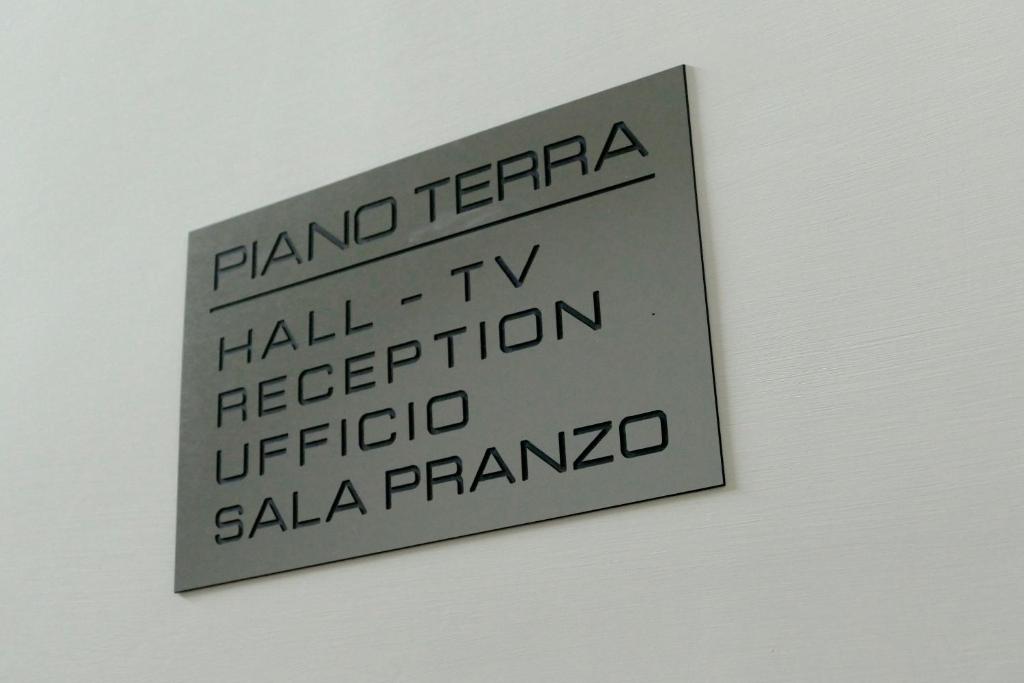 PIANO TERRA
HALL - TV
RECEPTION
UFFICIO
SALA PRANZO